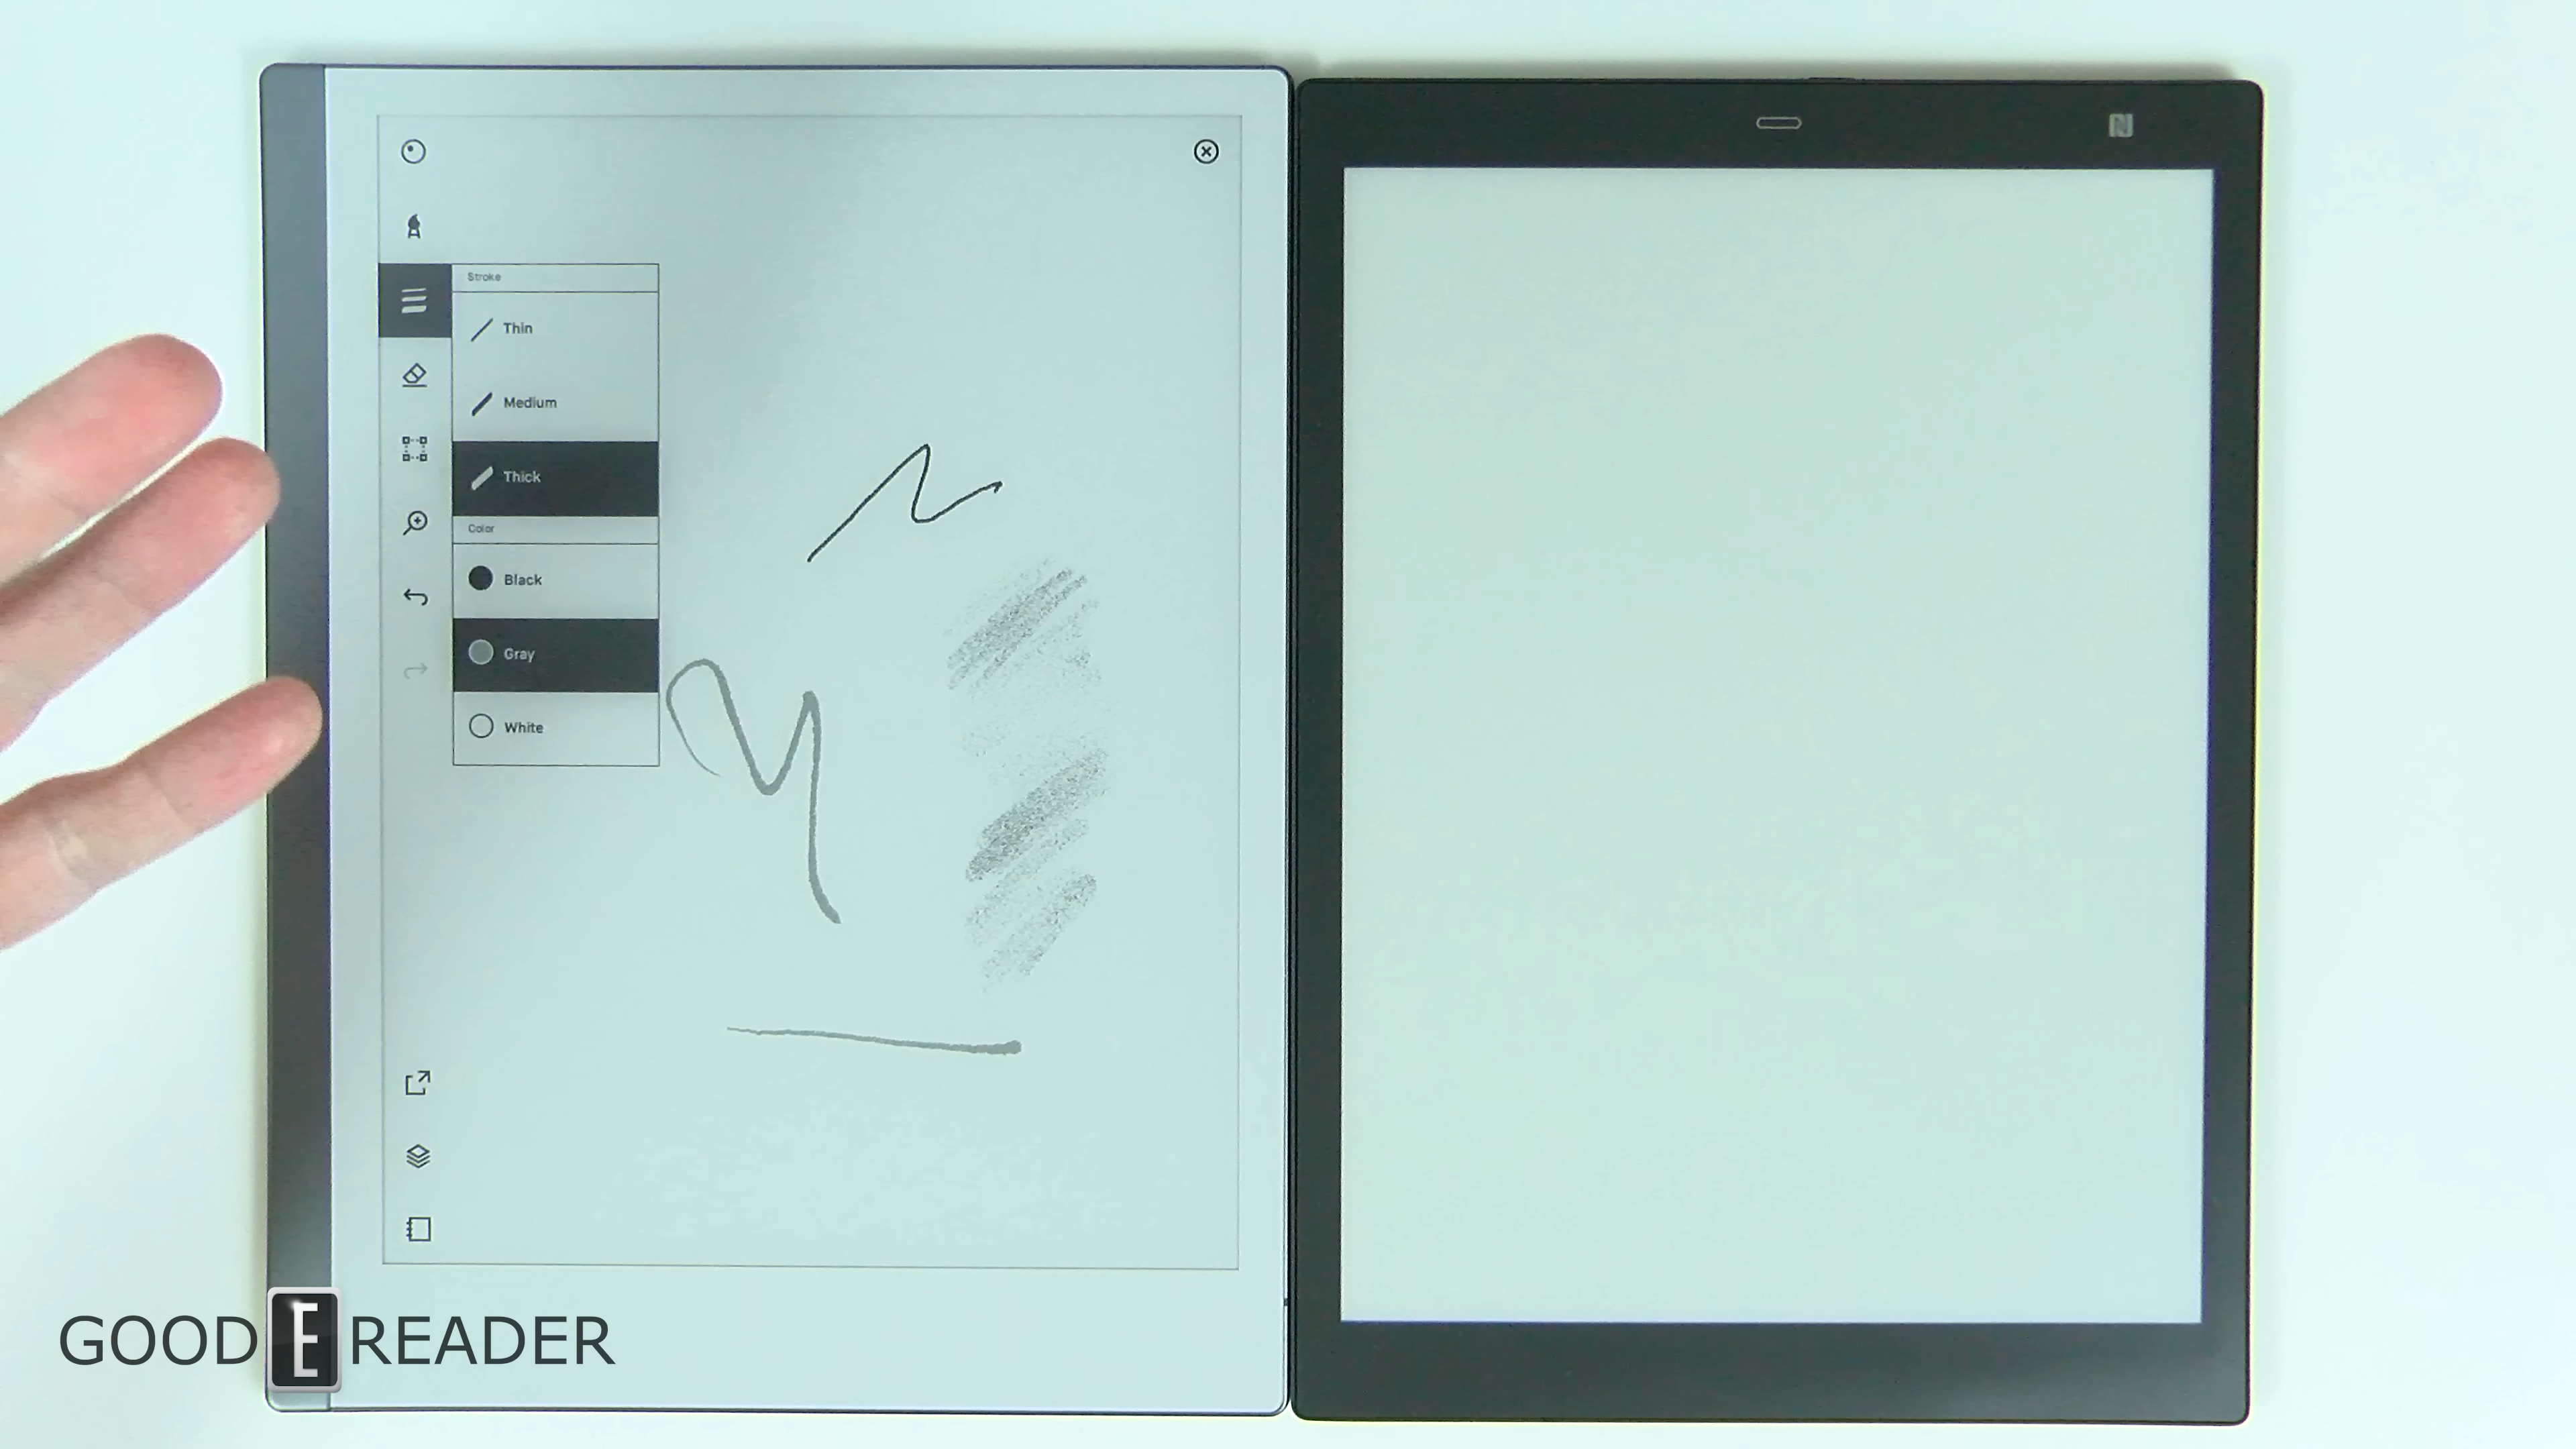 Stroke
Thin
Medium
Thick
Color
Black
Gray
White
GOOD E READER